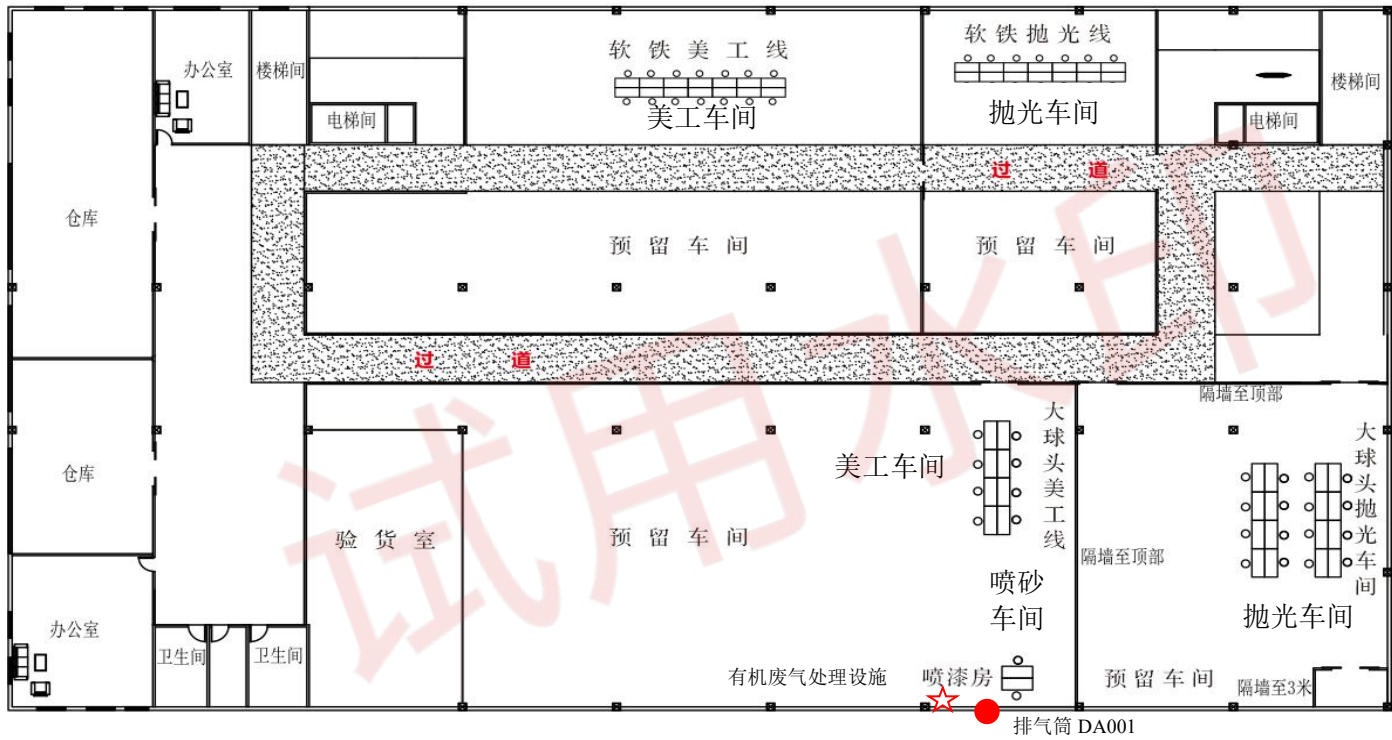 软铁美工线
软铁抛光线
办公室
楼梯间
楼梯间
美工车间
抛光车间
电梯间
电梯间
过 道
仓库
预留车间
预留车间
过 道
隔墙至顶部
大球头美工线
大球头抛光车间
美工车间
仓库
验货室
预留车间
隔墙至顶部
喷砂
车间
抛光车间
办公室
卫生间
卫生间
有机废气处理设施
喷漆房
预留车间
隔墙至3米
排气筒 DA001
试用水印